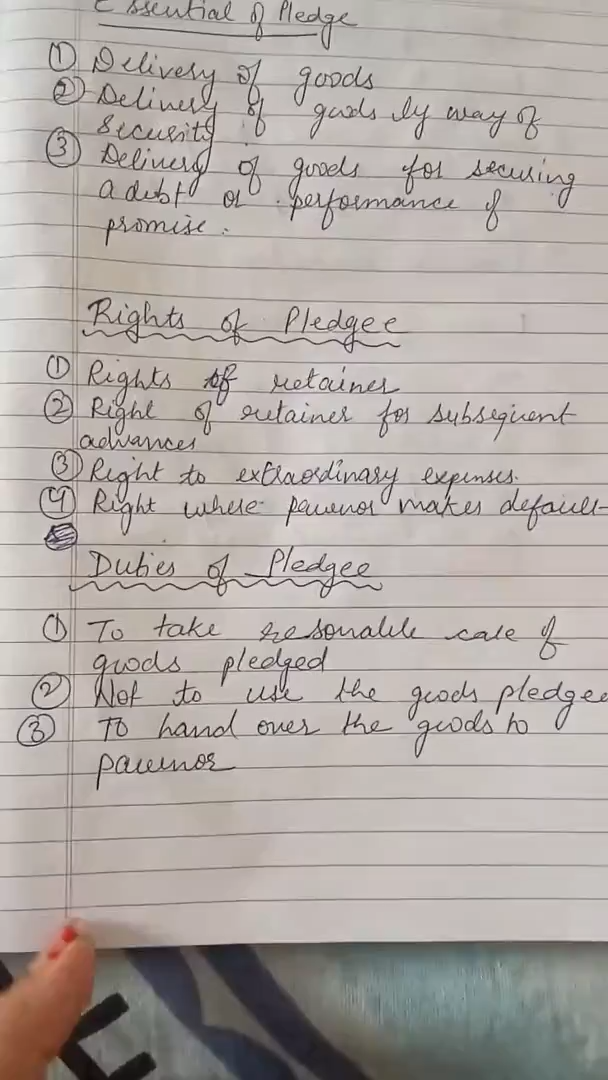 Essential of Pledge
① Delivery of goods
② Delivery of goods by way of
security
③ Delivery of goods for securing
a debt or performance of
promise.
Rights of Pledgee
① Rights of retainer
② Right of retainer for subsequent
advances
③ Right to extraordinary expenses.
④ Right where pawnor makes default
Duties of Pledgee
① To take resonable care of
goods pledged
② Not to use the goods pledgee
③ To hand over the goods to
pawnor
E